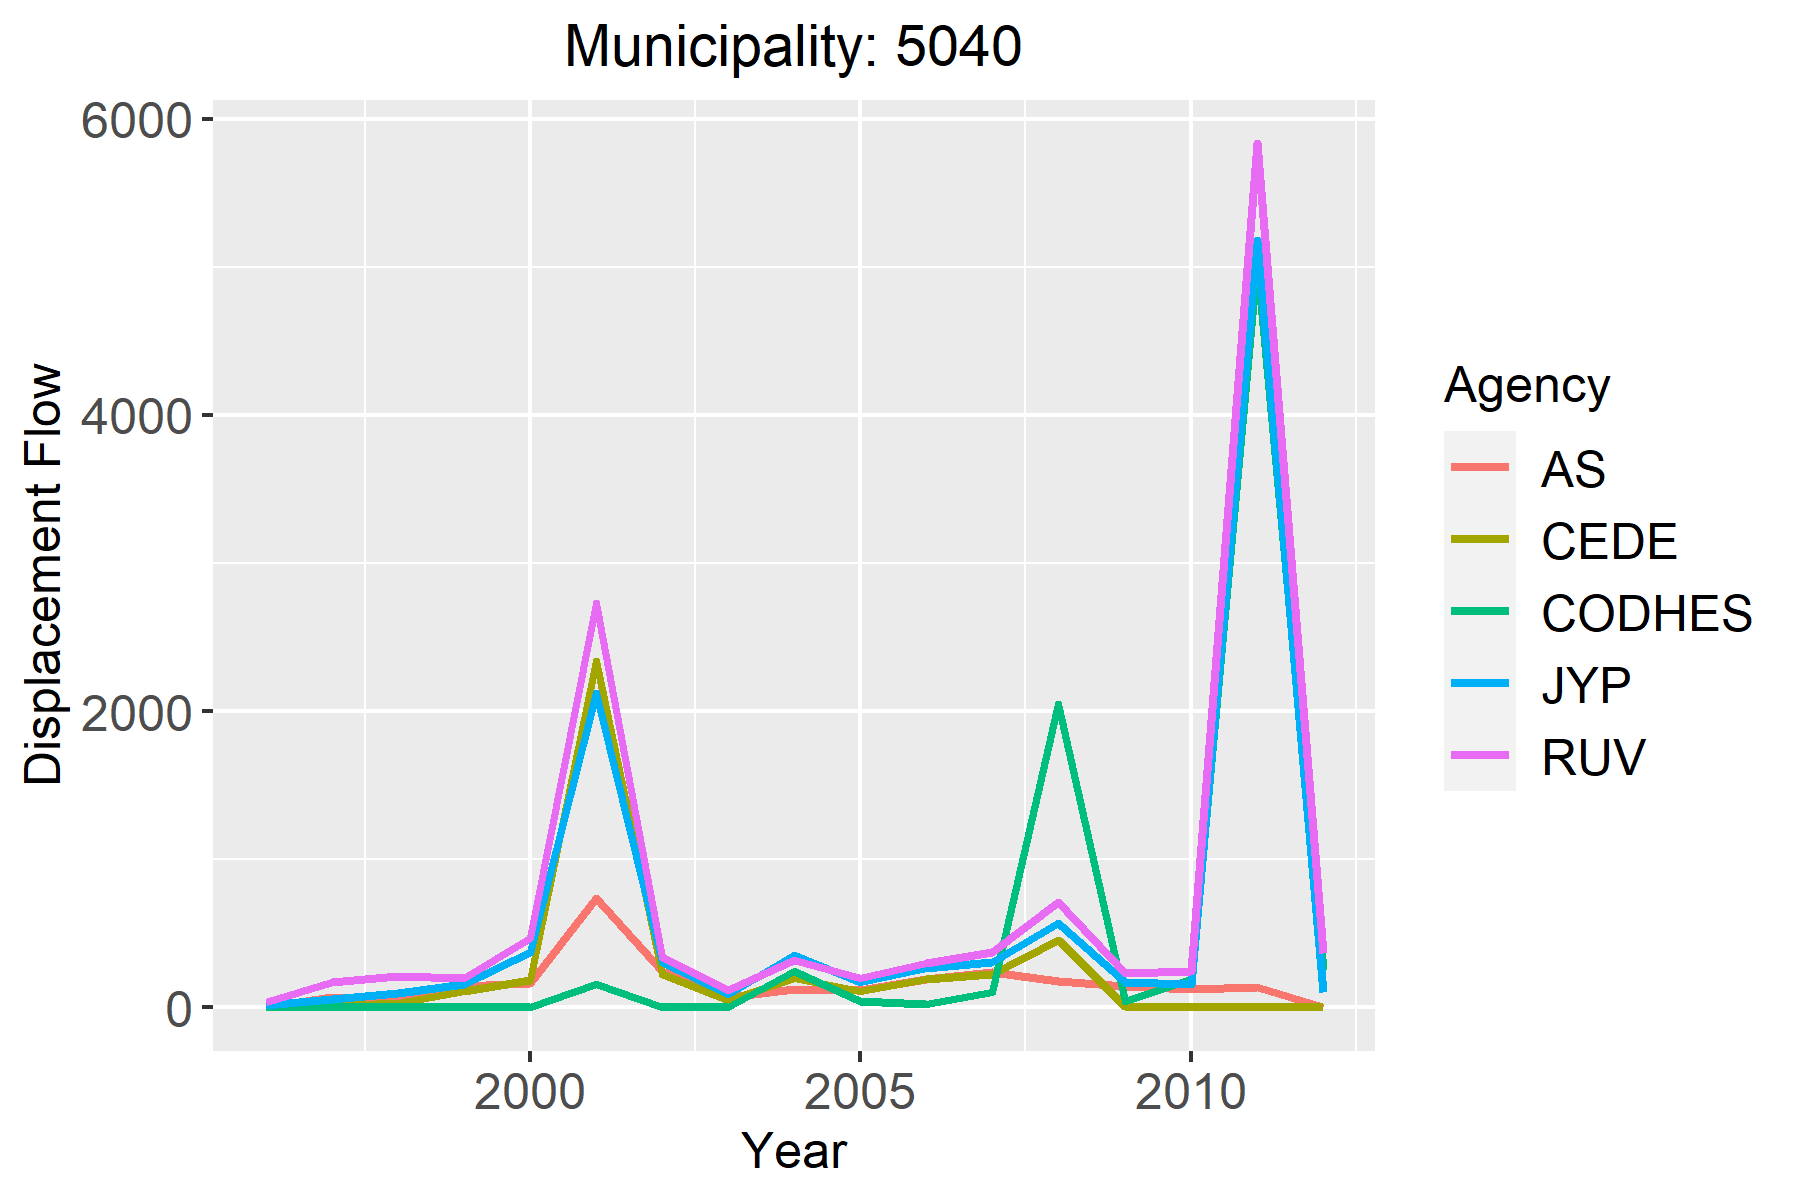 Municipality: 5040
6000
4000
2000
0
Displacement Flow
2000
2005
2010
Year
Agency
AS
CEDE
CODHES
JYP
RUV